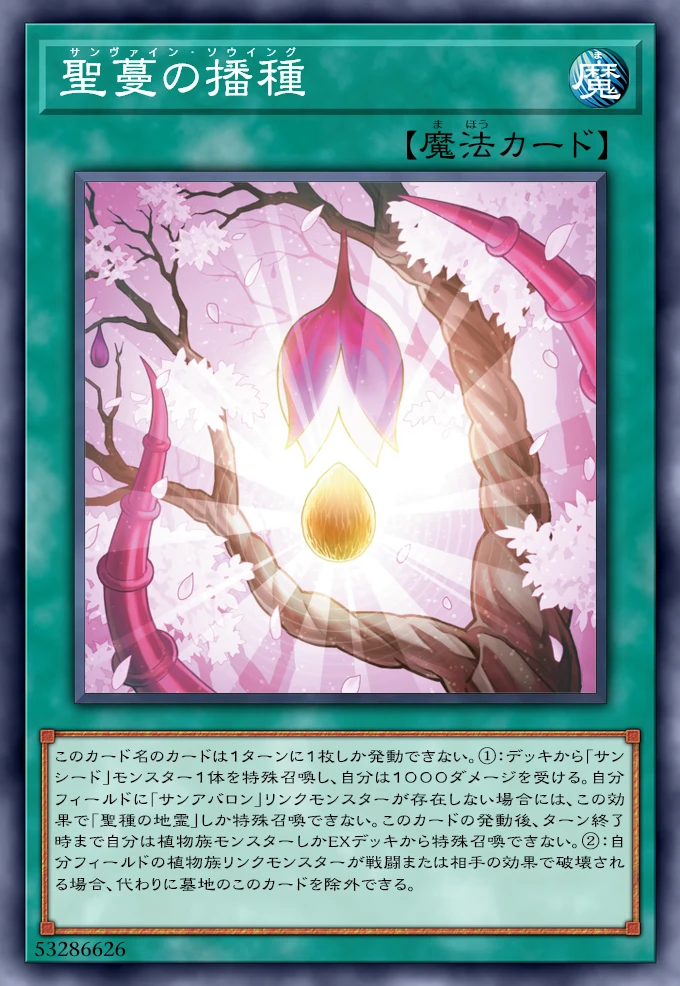 サンヴァイン・ソウイング
聖蔓の播種
ま
魔
ま ほう
【魔法カード】
このカード名のカードは1ターンに1枚しか発動できない。①：デッキから「サン
シード」モンスター1体を特殊召喚し、自分は1000ダメージを受ける。自分
フィールドに「サンアバロン」リンクモンスターが存在しない場合には、この効
果で「聖種の地霊」しか特殊召喚できない。このカードの発動後、ターン終了
時まで自分は植物族モンスターしかEXデッキから特殊召喚できない。②：自
分フィールドの植物族リンクモンスターが戦闘または相手の効果で破壊され
る場合、代わりに墓地のこのカードを除外できる。
53286626